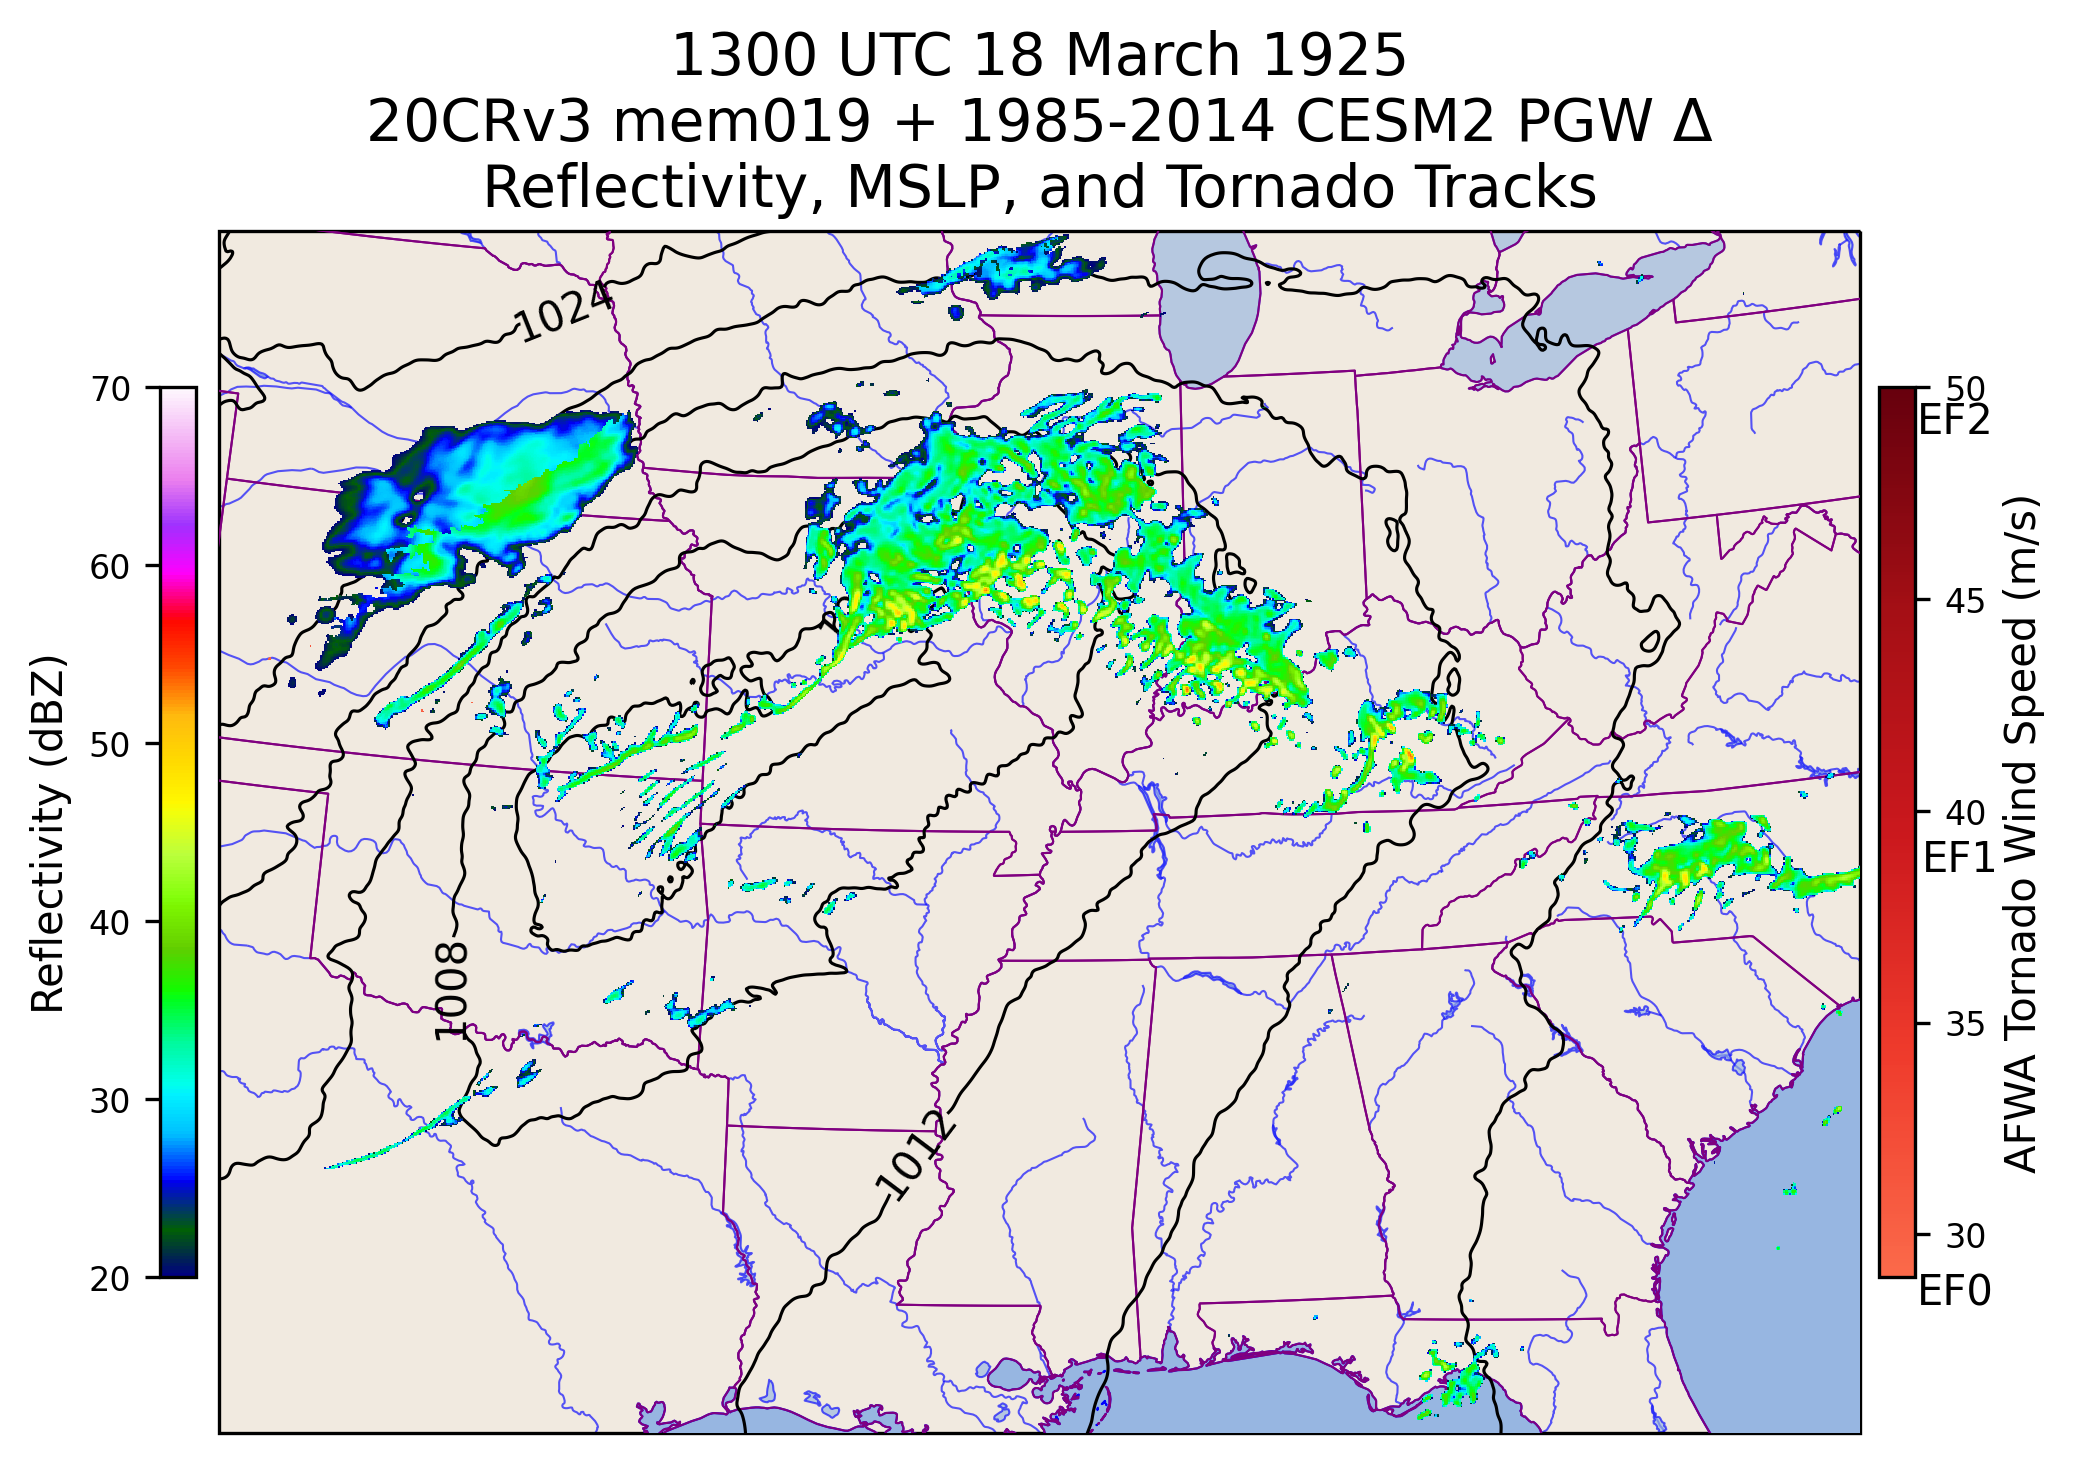 1300 UTC 18 March 1925
20CRv3 mem019 + 1985-2014 CESM2 PGW Δ
Reflectivity, MSLP, and Tornado Tracks
Reflectivity (dBZ)
70
60
50
40
30
20
1024
1008
1012
50
EF2
45
40
EF1
35
30
EF0
AFWA Tornado Wind Speed (m/s)